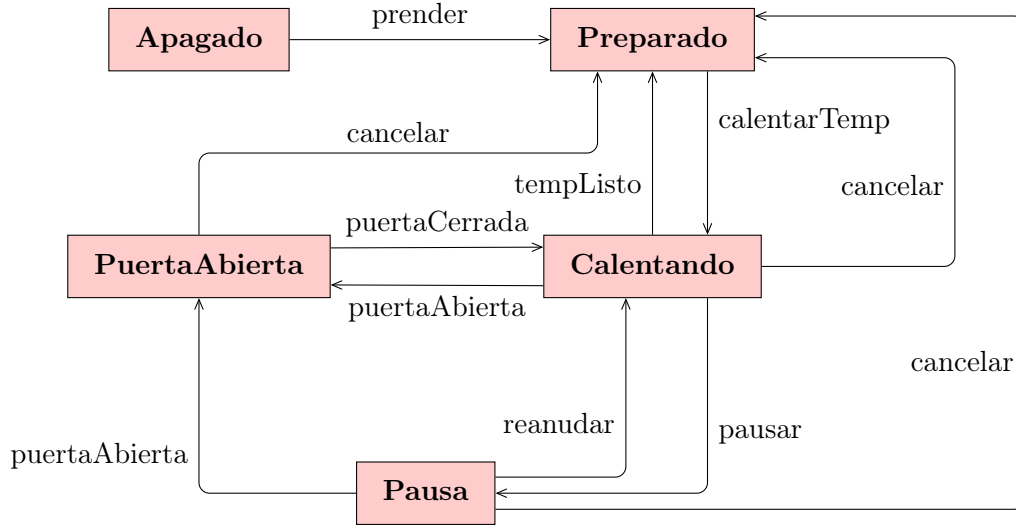 prender
Apagado
Preparado
calentarTemp
cancelar
tempListo
cancelar
puertaCerrada
PuertaAbierta
Calentando
puertaAbierta
cancelar
reanudar
pausar
puertaAbierta
Pausa